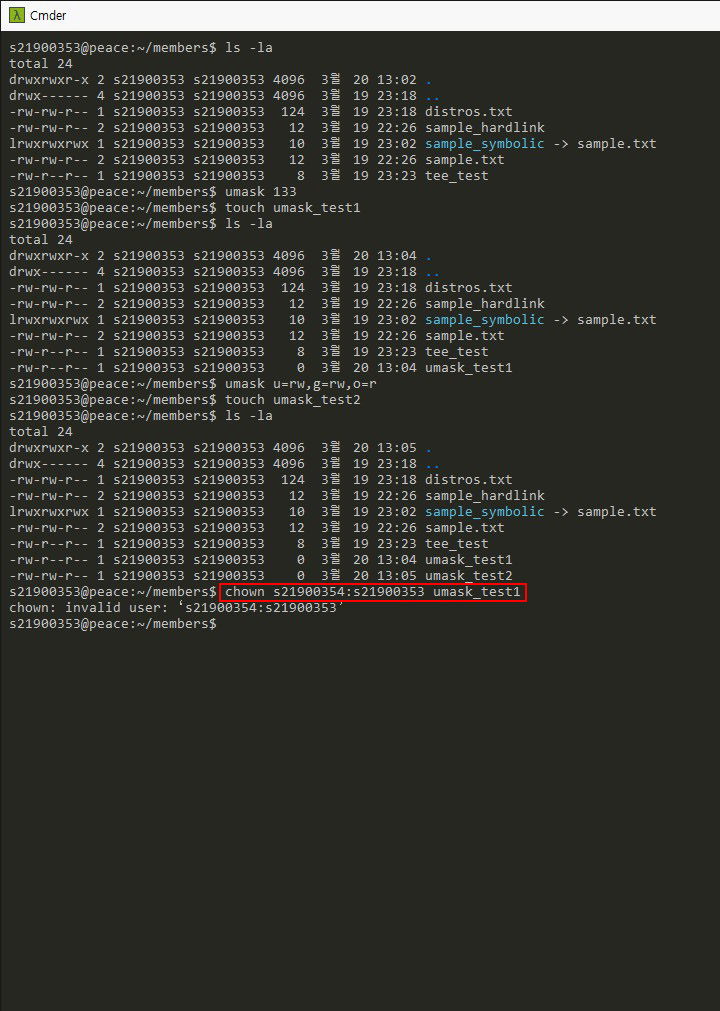 Cmder
s21900353@peace:~/members$ ls -la
total 24
drwxrwxr-x 2 s21900353 s21900353 4096  3월  20 13:02 .
drwx------ 4 s21900353 s21900353 4096  3월  19 23:18 ..
-rw-rw-r-- 1 s21900353 s21900353  124  3월  19 23:18 distros.txt
-rw-rw-r-- 2 s21900353 s21900353   12  3월  19 22:26 sample_hardlink
lrwxrwxrwx 1 s21900353 s21900353   10  3월  19 23:02 sample_symbolic -> sample.txt
-rw-rw-r-- 2 s21900353 s21900353   12  3월  19 22:26 sample.txt
-rw-r--r-- 1 s21900353 s21900353    8  3월  19 23:23 tee_test
s21900353@peace:~/members$ umask 133
s21900353@peace:~/members$ touch umask_test1
s21900353@peace:~/members$ ls -la
total 24
drwxrwxr-x 2 s21900353 s21900353 4096  3월  20 13:04 .
drwx------ 4 s21900353 s21900353 4096  3월  19 23:18 ..
-rw-rw-r-- 1 s21900353 s21900353  124  3월  19 23:18 distros.txt
-rw-rw-r-- 2 s21900353 s21900353   12  3월  19 22:26 sample_hardlink
lrwxrwxrwx 1 s21900353 s21900353   10  3월  19 23:02 sample_symbolic -> sample.txt
-rw-rw-r-- 2 s21900353 s21900353   12  3월  19 22:26 sample.txt
-rw-r--r-- 1 s21900353 s21900353    8  3월  19 23:23 tee_test
-rw-r--r-- 1 s21900353 s21900353    0  3월  20 13:04 umask_test1
s21900353@peace:~/members$ umask u=rw,g=rw,o=r
s21900353@peace:~/members$ touch umask_test2
s21900353@peace:~/members$ ls -la
total 24
drwxrwxr-x 2 s21900353 s21900353 4096  3월  20 13:05 .
drwx------ 4 s21900353 s21900353 4096  3월  19 23:18 ..
-rw-rw-r-- 1 s21900353 s21900353  124  3월  19 23:18 distros.txt
-rw-rw-r-- 2 s21900353 s21900353   12  3월  19 22:26 sample_hardlink
lrwxrwxrwx 1 s21900353 s21900353   10  3월  19 23:02 sample_symbolic -> sample.txt
-rw-rw-r-- 2 s21900353 s21900353   12  3월  19 22:26 sample.txt
-rw-r--r-- 1 s21900353 s21900353    8  3월  19 23:23 tee_test
-rw-r--r-- 1 s21900353 s21900353    0  3월  20 13:04 umask_test1
-rw-rw-r-- 1 s21900353 s21900353    0  3월  20 13:05 umask_test2
s21900353@peace:~/members$ chown s21900354:s21900353 umask_test1
chown: invalid user: ‘s21900354:s21900353’
s21900353@peace:~/members$